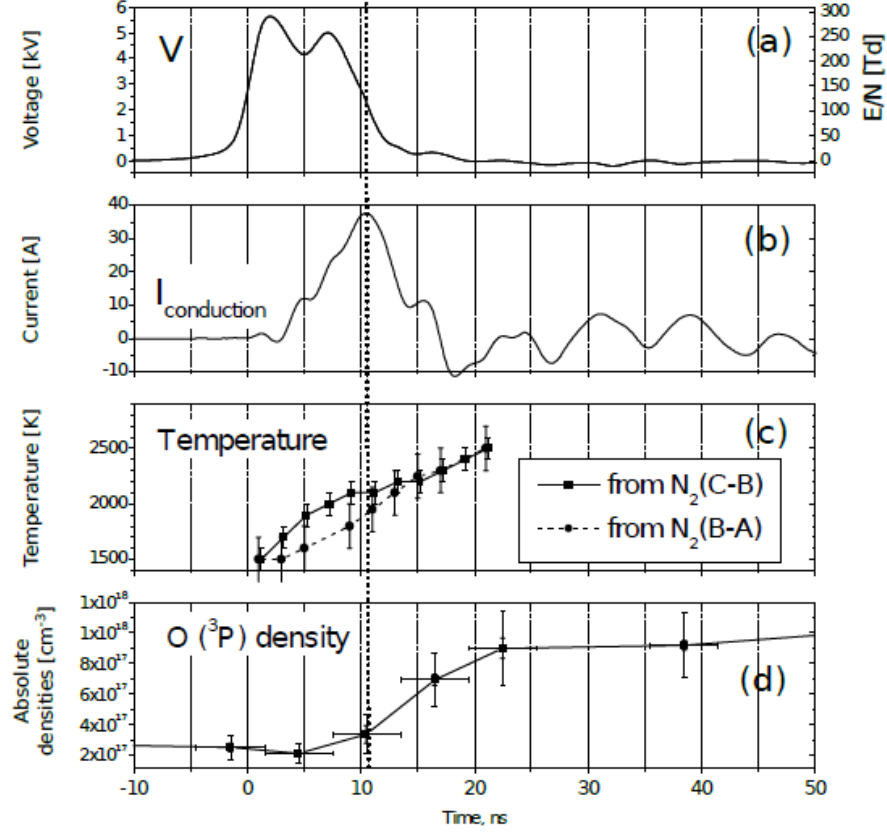 6
5
4
3
2
1
0
Voltage [kV]
V
(a)
300
250
200
150
100
50
0
E/N [Td]
40
30
20
10
0
-10
Current [A]
I_conduction
(b)
2500
2000
1500
Temperature [K]
Temperature
(c)
from N₂(C-B)
from N₂(B-A)
1x10¹⁸
1x10¹⁸
8x10¹⁷
6x10¹⁷
4x10¹⁷
2x10¹⁷
Absolute
densities [cm⁻³]
O (³P) density
(d)
-10 0 10 20 30 40 50
Time, ns